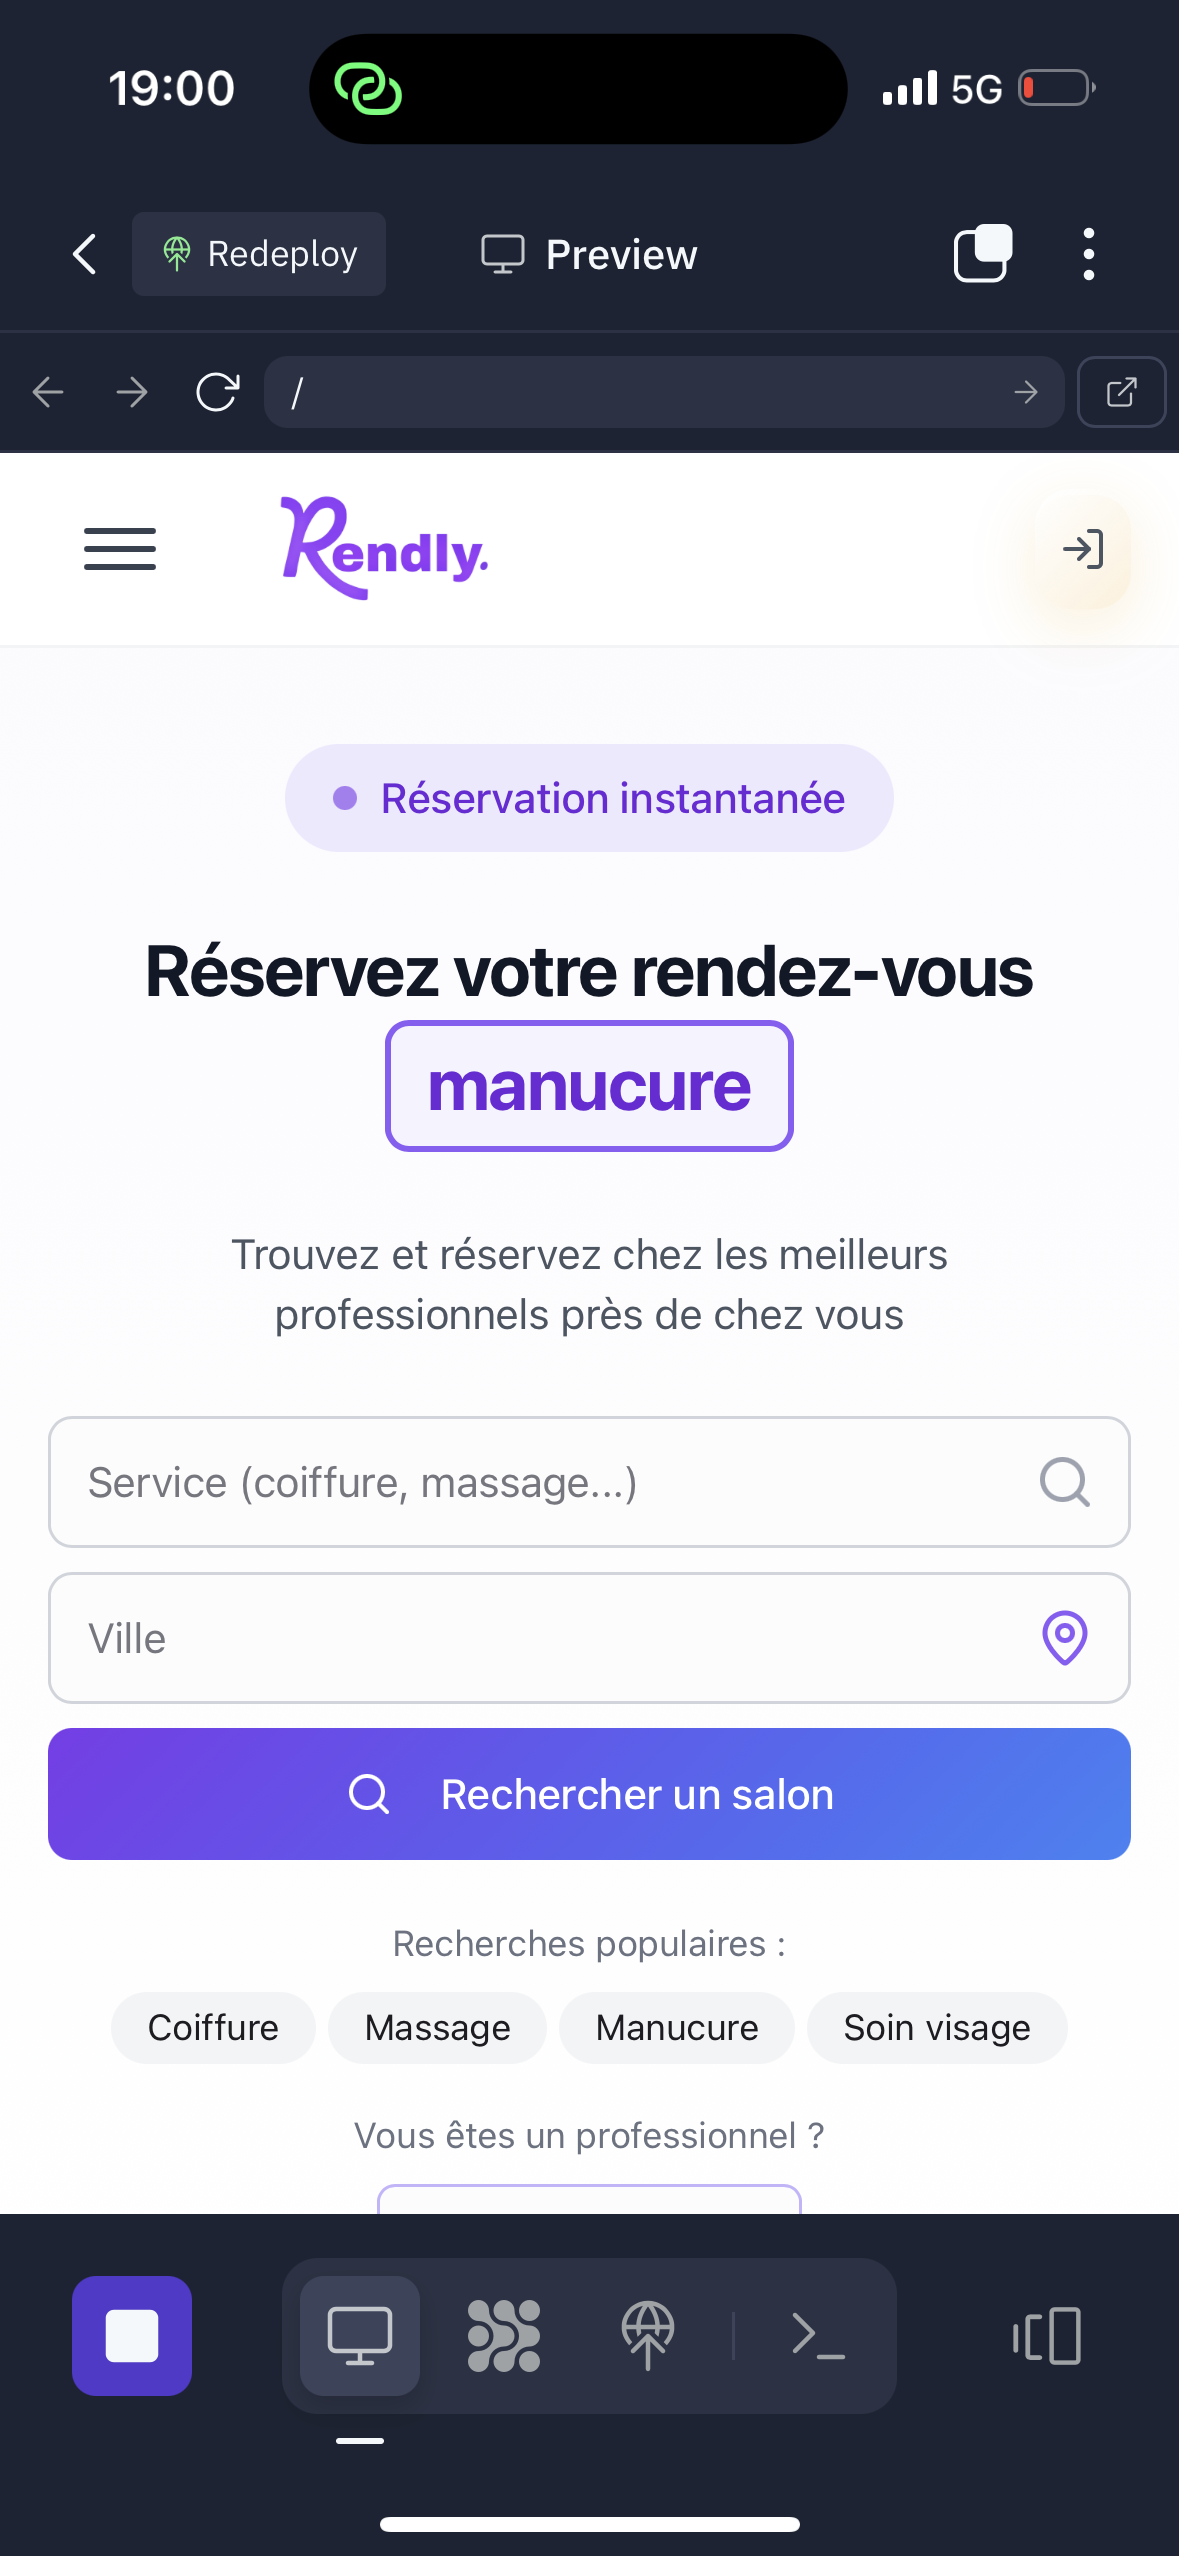 19:00
5G
Redeploy
Preview
/
Rendly.
Réservation instantanée
Réservez votre rendez-vous
manucure
Trouvez et réservez chez les meilleurs
professionnels près de chez vous
Service (coiffure, massage...)
Ville
Rechercher un salon
Recherches populaires :
Coiffure
Massage
Manucure
Soin visage
Vous êtes un professionnel ?